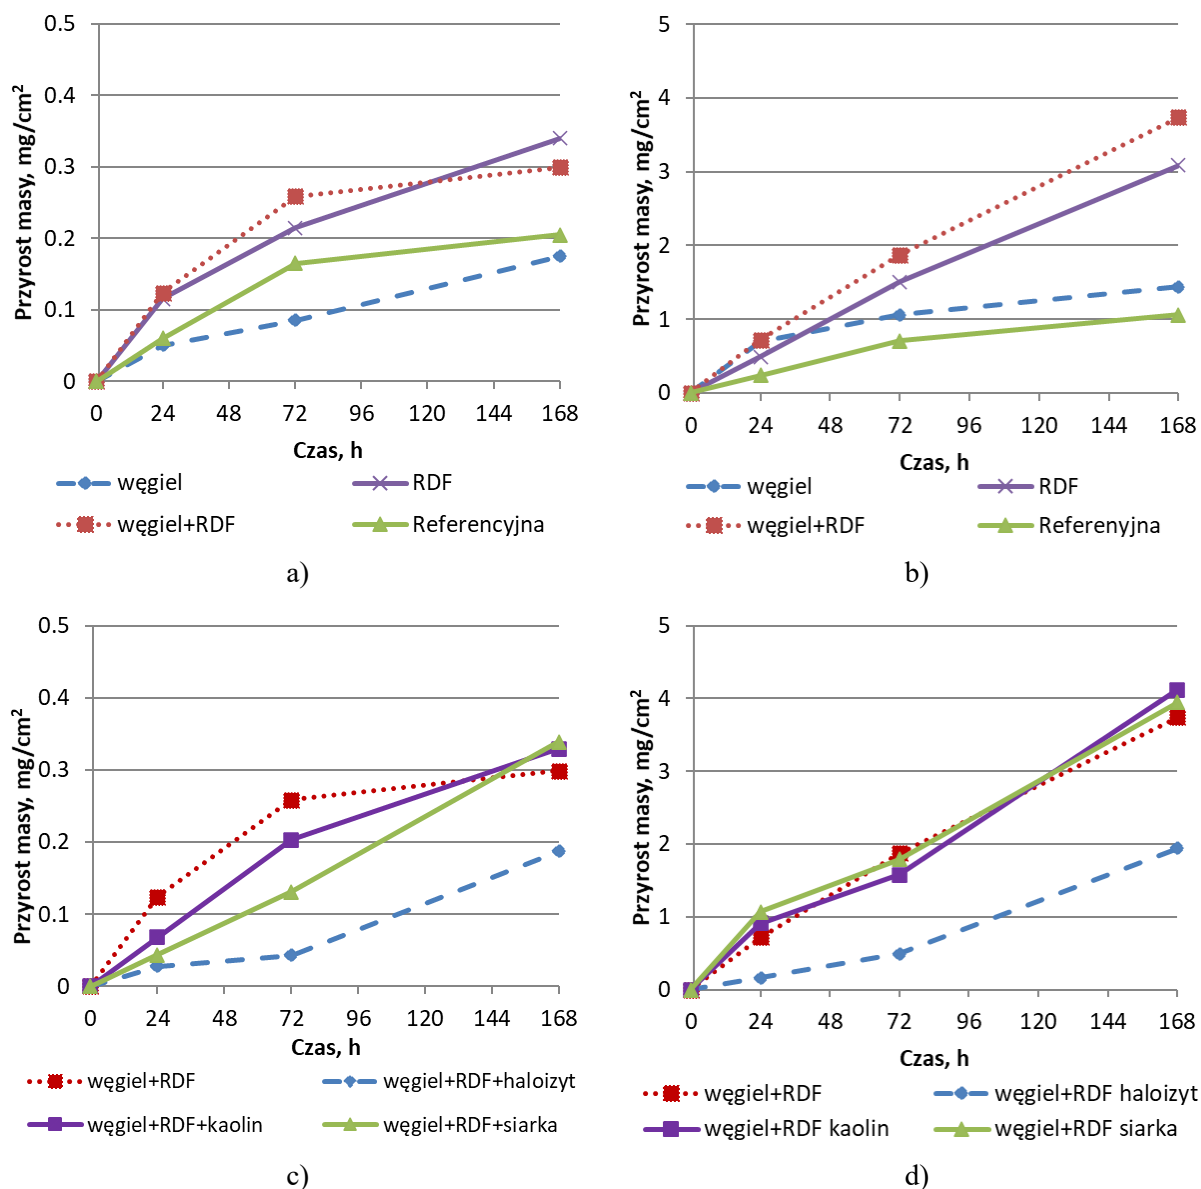 0.5
0.4
0.3
0.2
0.1
0
Przyrost masy, mg/cm²
0 24 48 72 96 120 144 168
Czas, h
węgiel RDF
węgiel+RDF Referencyjna
a)
5
4
3
2
1
0
Przyrost masy, mg/cm²
0 24 48 72 96 120 144 168
Czas, h
węgiel RDF
węgiel+RDF Referenyjna
b)
0.5
0.4
0.3
0.2
0.1
0
Przyrost masy, mg/cm²
0 24 48 72 96 120 144 168
Czas, h
węgiel+RDF węgiel+RDF+haloizyt
węgiel+RDF+kaolin węgiel+RDF+siarka
c)
5
4
3
2
1
0
Przyrost masy, mg/cm²
0 24 48 72 96 120 144 168
Czas, h
węgiel+RDF węgiel+RDF haloizyt
węgiel+RDF kaolin węgiel+RDF siarka
d)